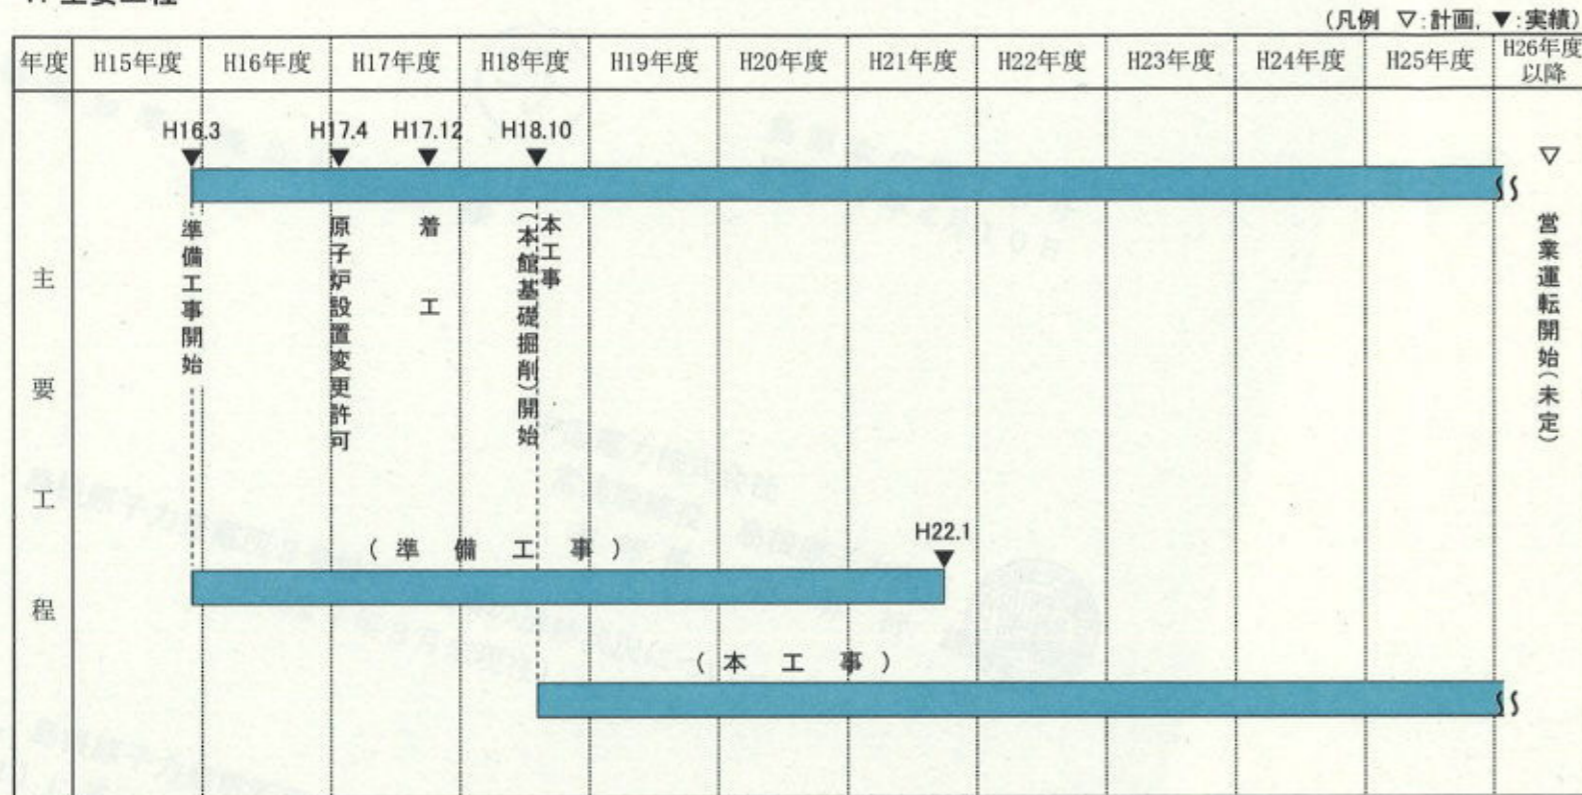 (凡例 ▽:計画, ▼:実績)
年度 H15年度 H16年度 H17年度 H18年度 H19年度 H20年度 H21年度 H22年度 H23年度 H24年度 H25年度 H26年度以降
主要工程
H16.3 H17.4 H17.12 H18.10
準備工事開始
原子炉設置変更許可
着工
本工事
(本館基礎掘削)開始
営業運転開始(未定)
(準備工事)
H22.1
(本工事)